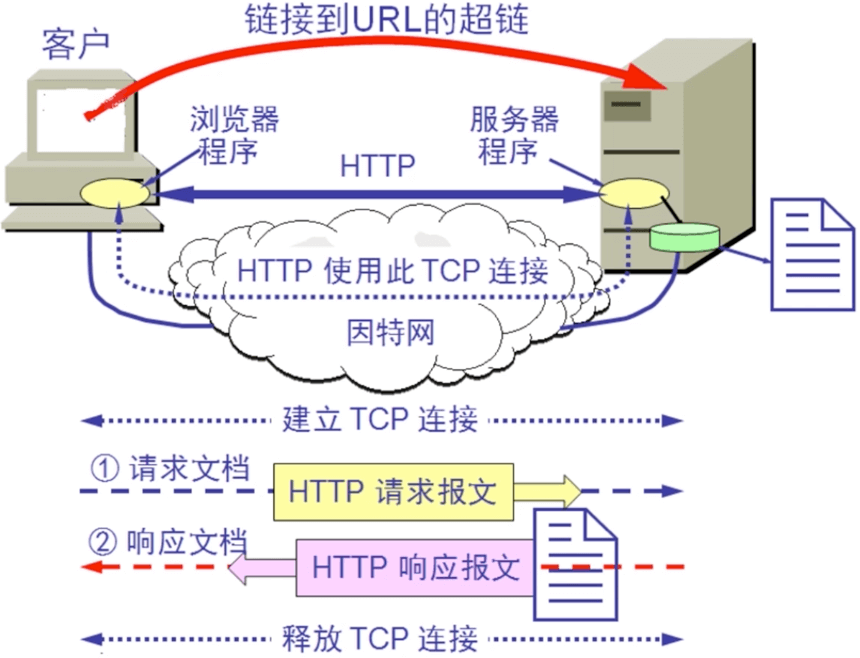 链接到URL的超链
客户
浏览器
程序
服务器
程序
HTTP
HTTP 使用此 TCP 连接
因特网
建立 TCP 连接
① 请求文档
HTTP 请求报文
② 响应文档
HTTP 响应报文
释放 TCP 连接